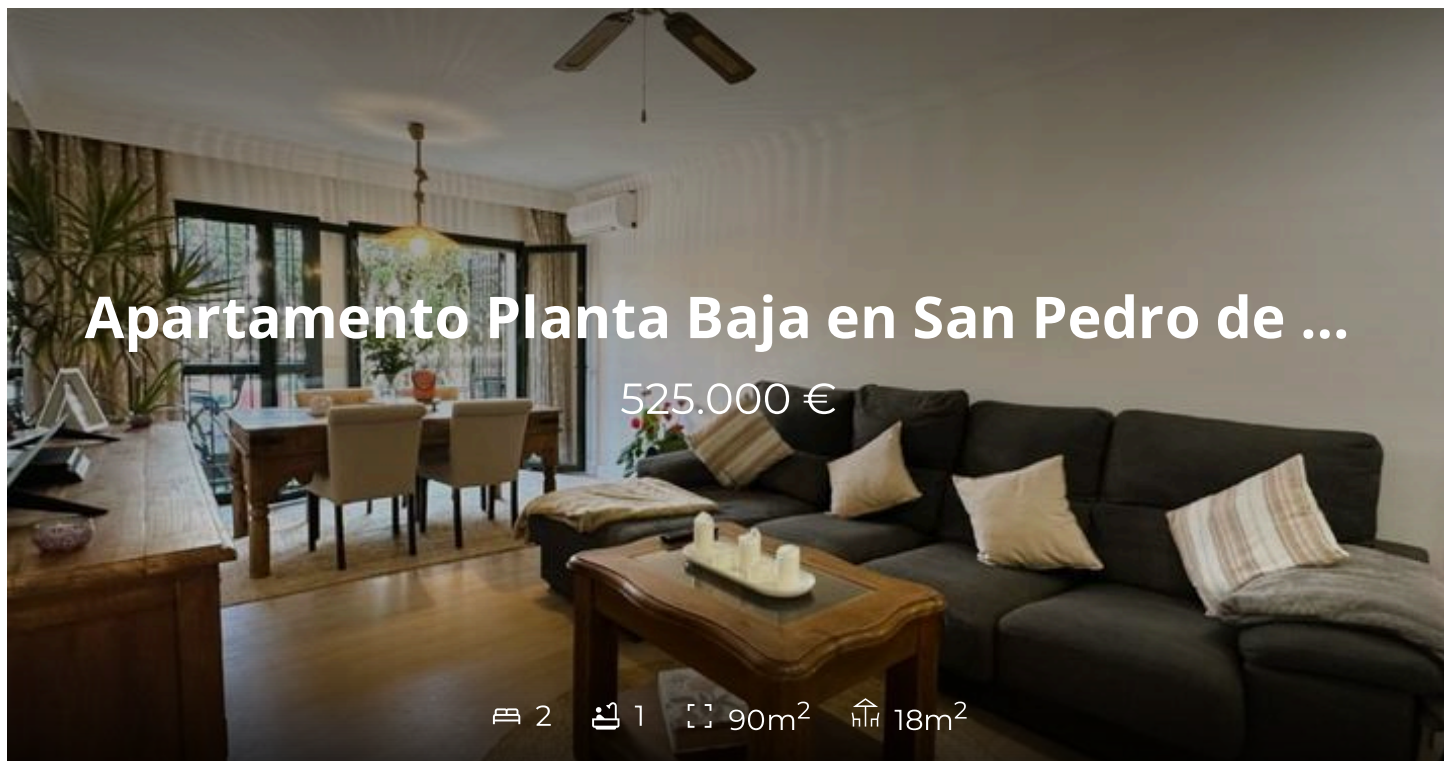 Apartamento Planta Baja en San Pedro de ...
525.000 €
2 1 90m² 18m²